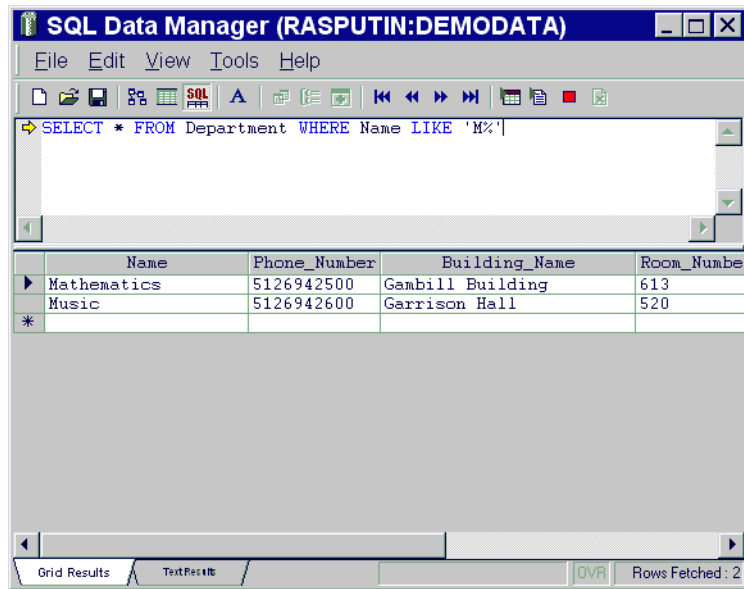 SQL Data Manager (RASPUTIN:DEMODATA)
File Edit View Tools Help
SQL A
SELECT * FROM Department WHERE Name LIKE 'M%'
Name Phone_Number Building_Name Room_Numbe
Mathematics 5126942500 Gambill Building 613
Music 5126942600 Garrison Hall 520
Grid Results Text Results OVR Rows Fetched : 2